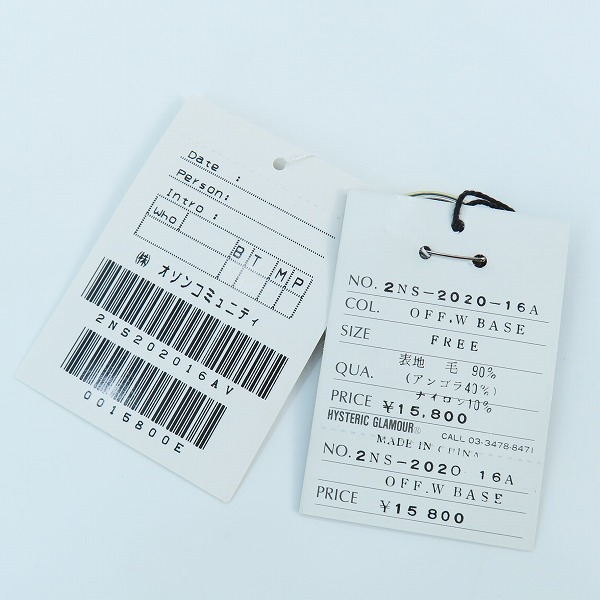 Date :
Person:
Intro :
Who
B T M P
㈱ オゾンコミュニティ
2NS202016AV
0015800E
NO. 2NS-2020-16A
COL. OFF.W BASE
SIZE FREE
QUA. 表地 毛 90%
(アンゴラ40%)
ナイロン10%
PRICE ¥15,800
HYSTERIC GLAMOUR® CALL 03-3478-8471
MADE IN CHINA
NO. 2NS-2020 16A
OFF.W BASE
PRICE ¥15800